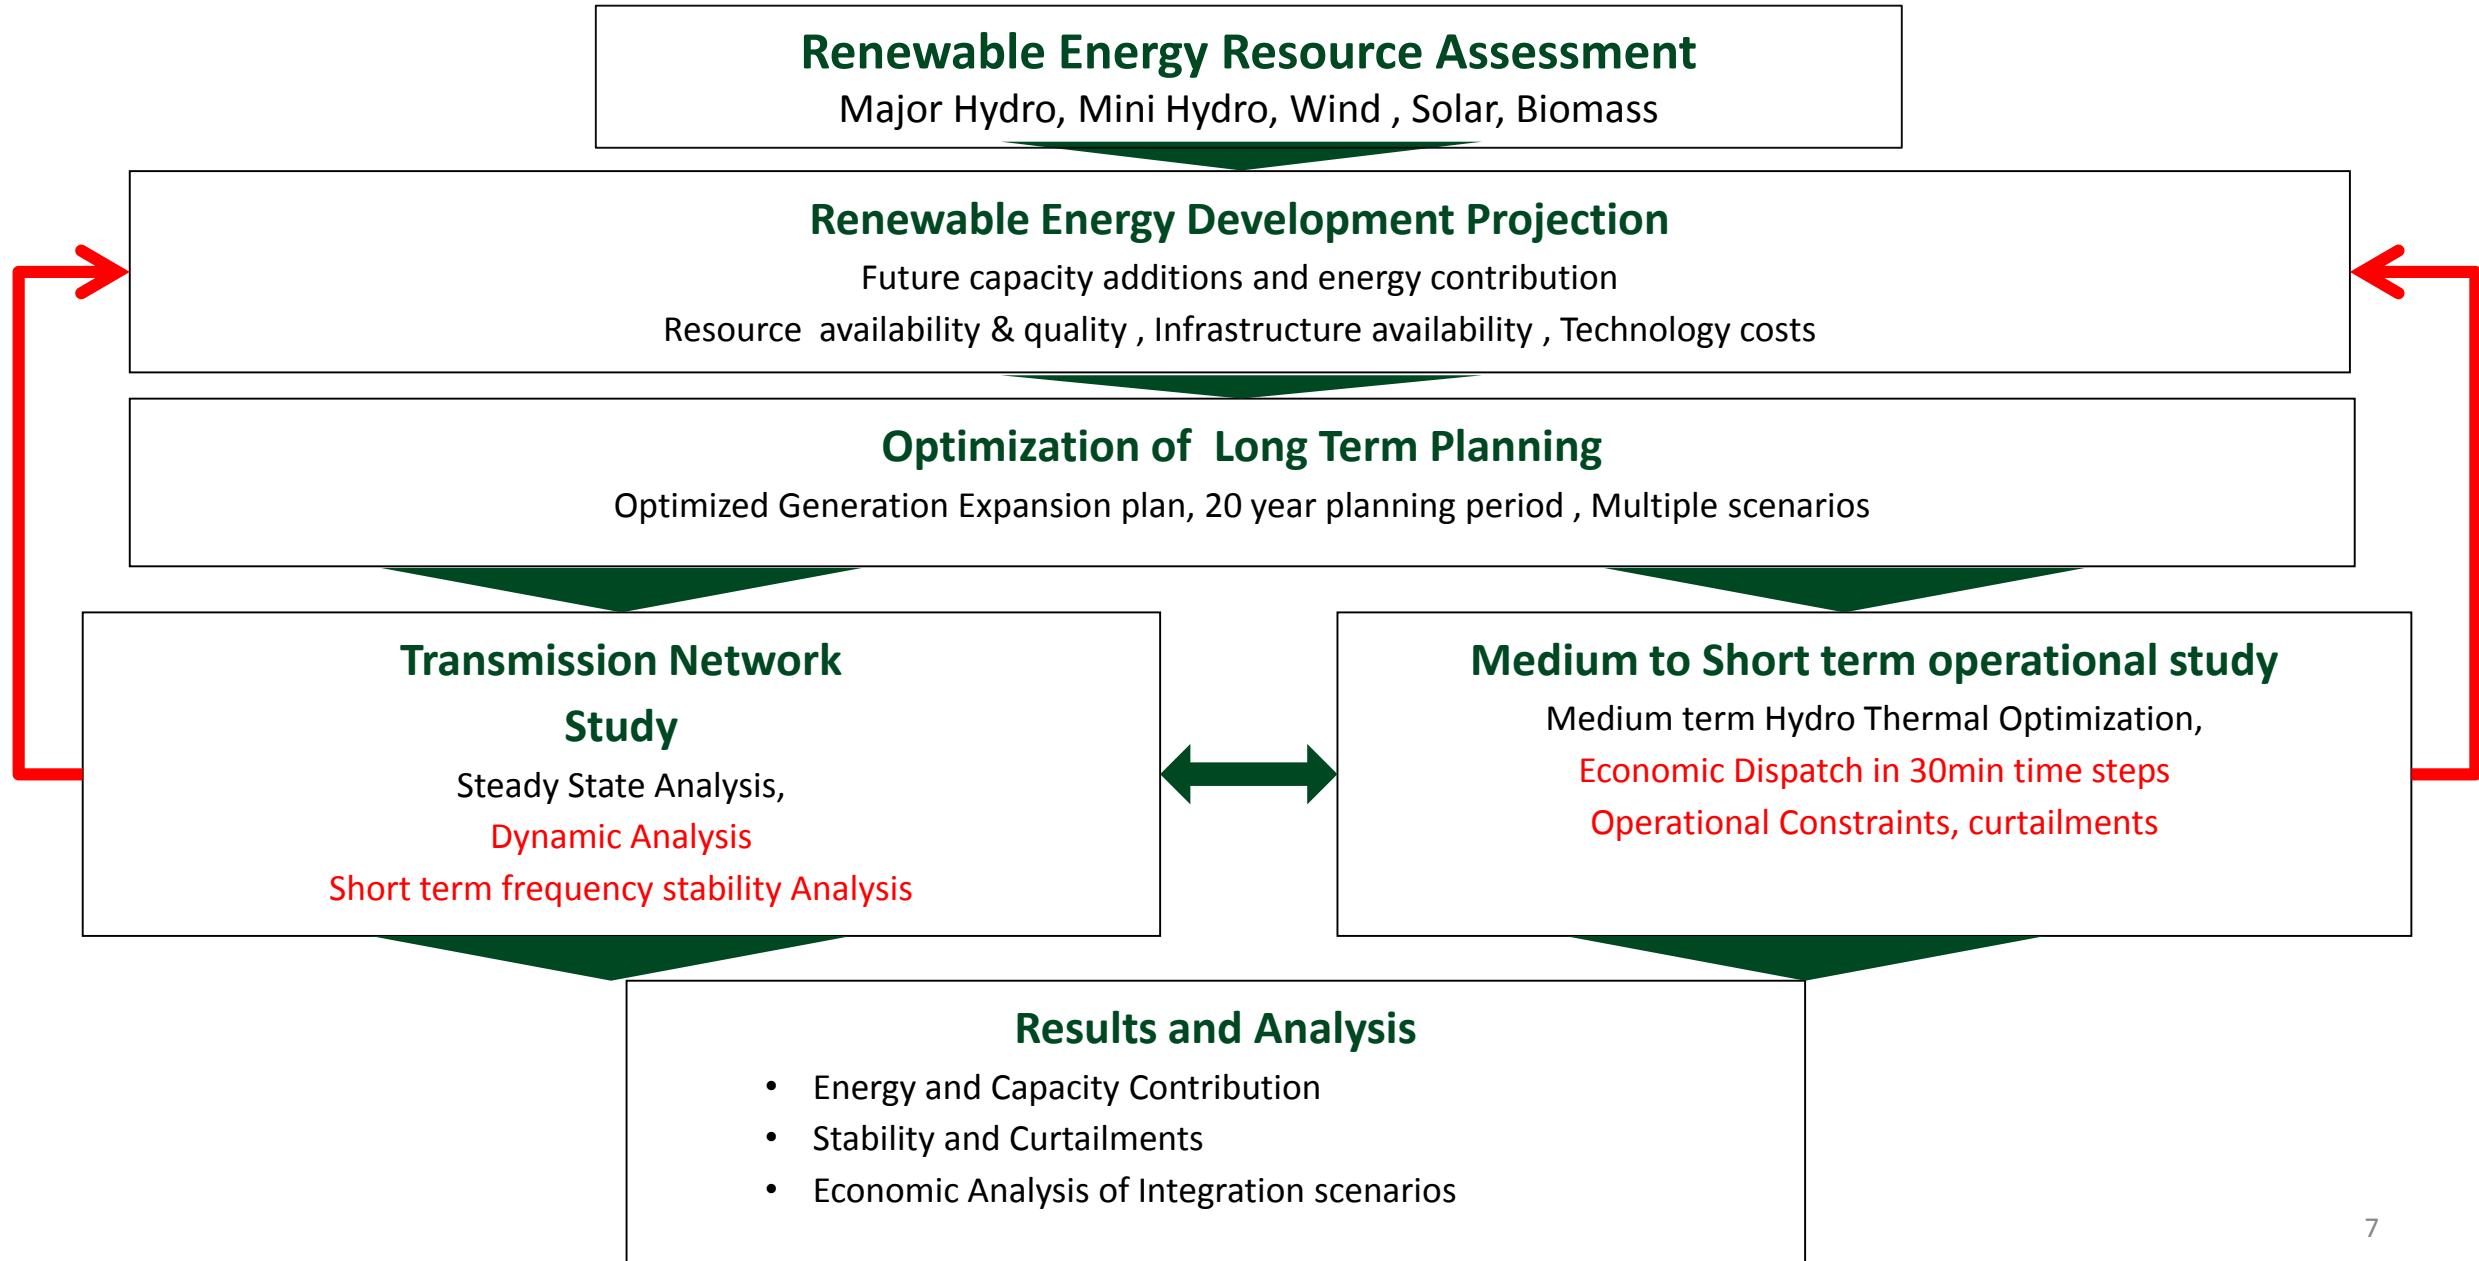 Renewable Energy Resource Assessment
Major Hydro, Mini Hydro, Wind , Solar, Biomass
Renewable Energy Development Projection
Future capacity additions and energy contribution
Resource  availability & quality , Infrastructure availability , Technology costs
Optimization of  Long Term Planning
Optimized Generation Expansion plan, 20 year planning period , Multiple scenarios
Transmission Network
Study
Steady State Analysis,
Dynamic Analysis
Short term frequency stability Analysis
Medium to Short term operational study
Medium term Hydro Thermal Optimization,
Economic Dispatch in 30min time steps
Operational Constraints, curtailments
Results and Analysis
• Energy and Capacity Contribution
• Stability and Curtailments
• Economic Analysis of Integration scenarios
7